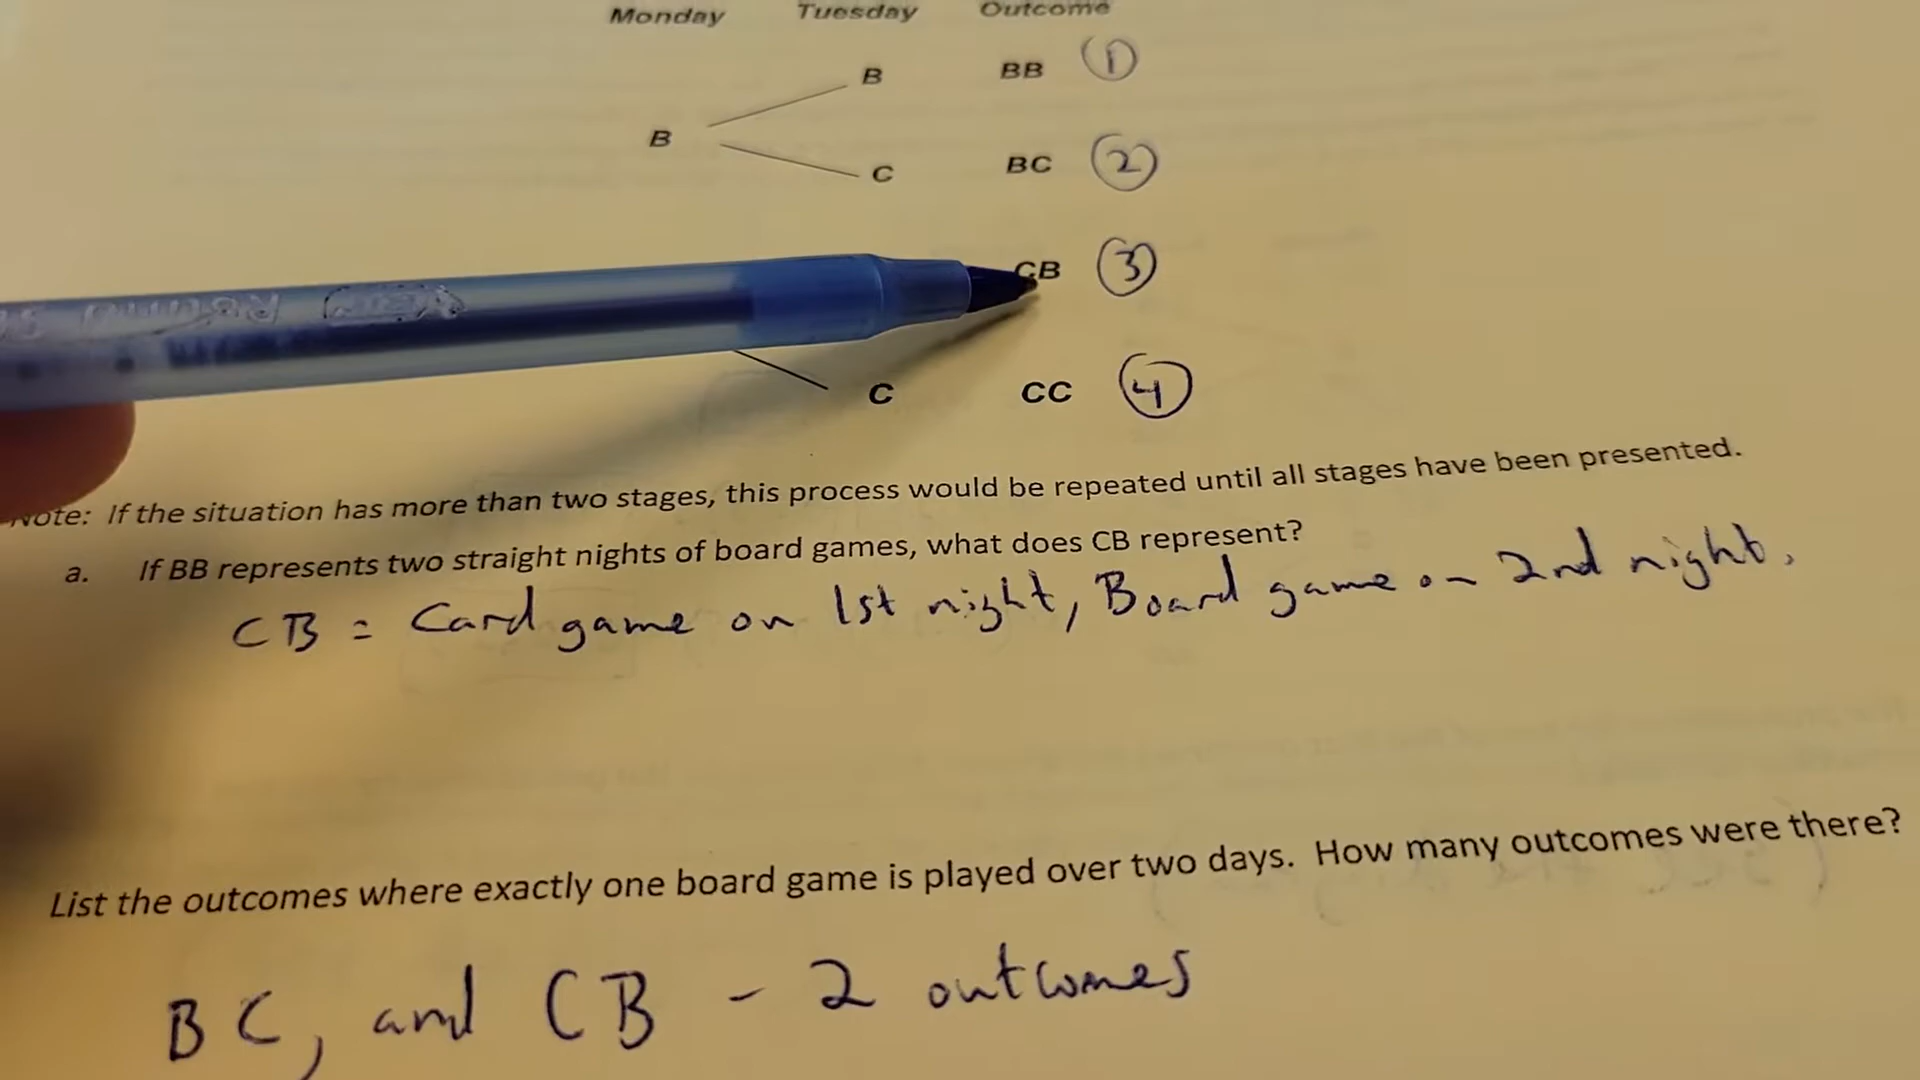 Monday Tuesday Outcome
B BB 1
B
C BC 2
CB 3
C CC 4
Note: If the situation has more than two stages, this process would be repeated until all stages have been presented.
a. If BB represents two straight nights of board games, what does CB represent?
CB = Card game on 1st night, Board game on 2nd night.
List the outcomes where exactly one board game is played over two days. How many outcomes were there?
BC, and CB - 2 outcomes